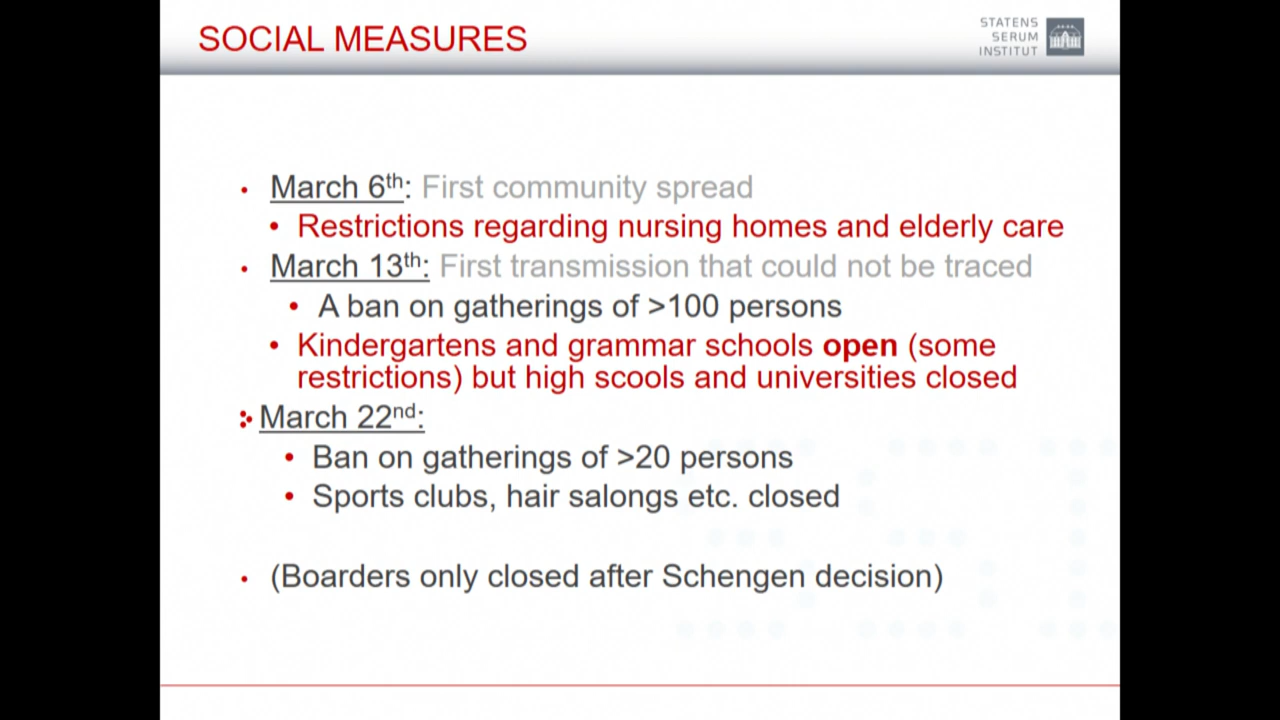 SOCIAL MEASURES
STATENS
SERUM
INSTITUT
• March 6th: First community spread
• Restrictions regarding nursing homes and elderly care
• March 13th: First transmission that could not be traced
• A ban on gatherings of >100 persons
• Kindergartens and grammar schools open (some
restrictions) but high scools and universities closed
March 22nd:
• Ban on gatherings of >20 persons
• Sports clubs, hair salongs etc. closed
• (Boarders only closed after Schengen decision)